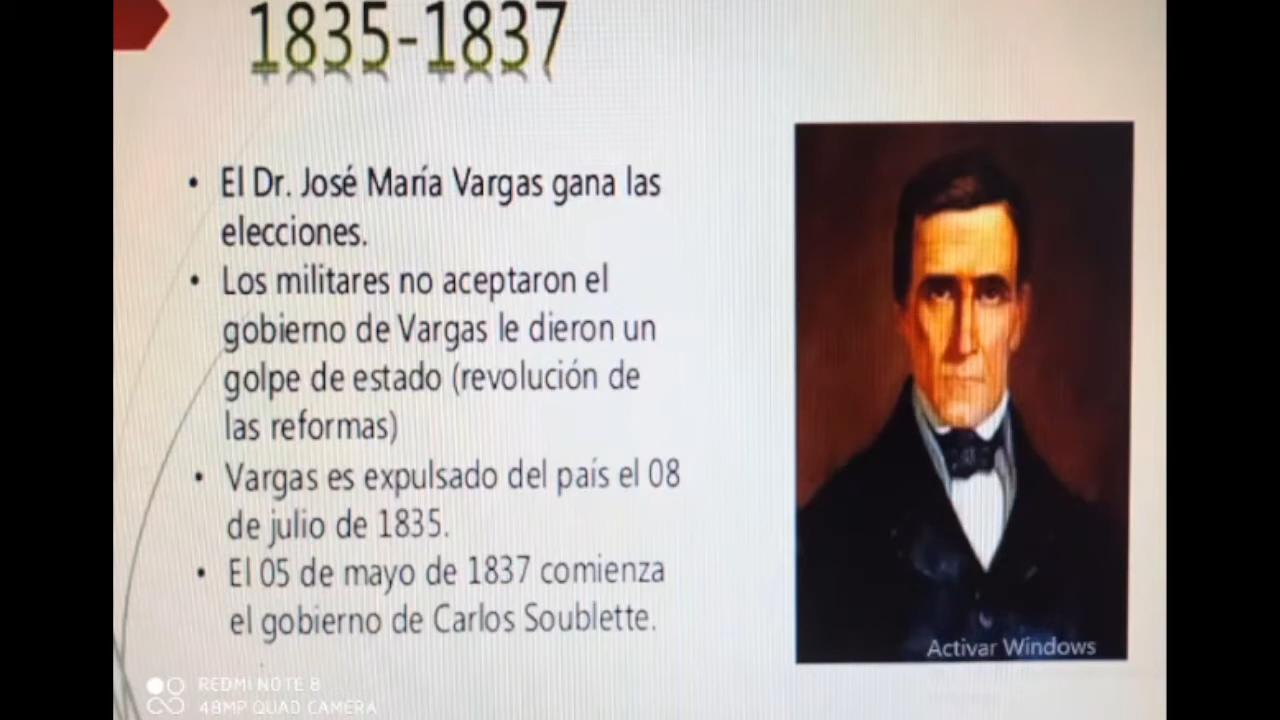 1835-1837
• El Dr. José María Vargas gana las
elecciones.
• Los militares no aceptaron el
gobierno de Vargas le dieron un
golpe de estado (revolución de
las reformas)
• Vargas es expulsado del país el 08
de julio de 1835.
• El 05 de mayo de 1837 comienza
el gobierno de Carlos Soublette.
Activar Windows
REDMI NOTE 8
48MP QUAD CAMERA